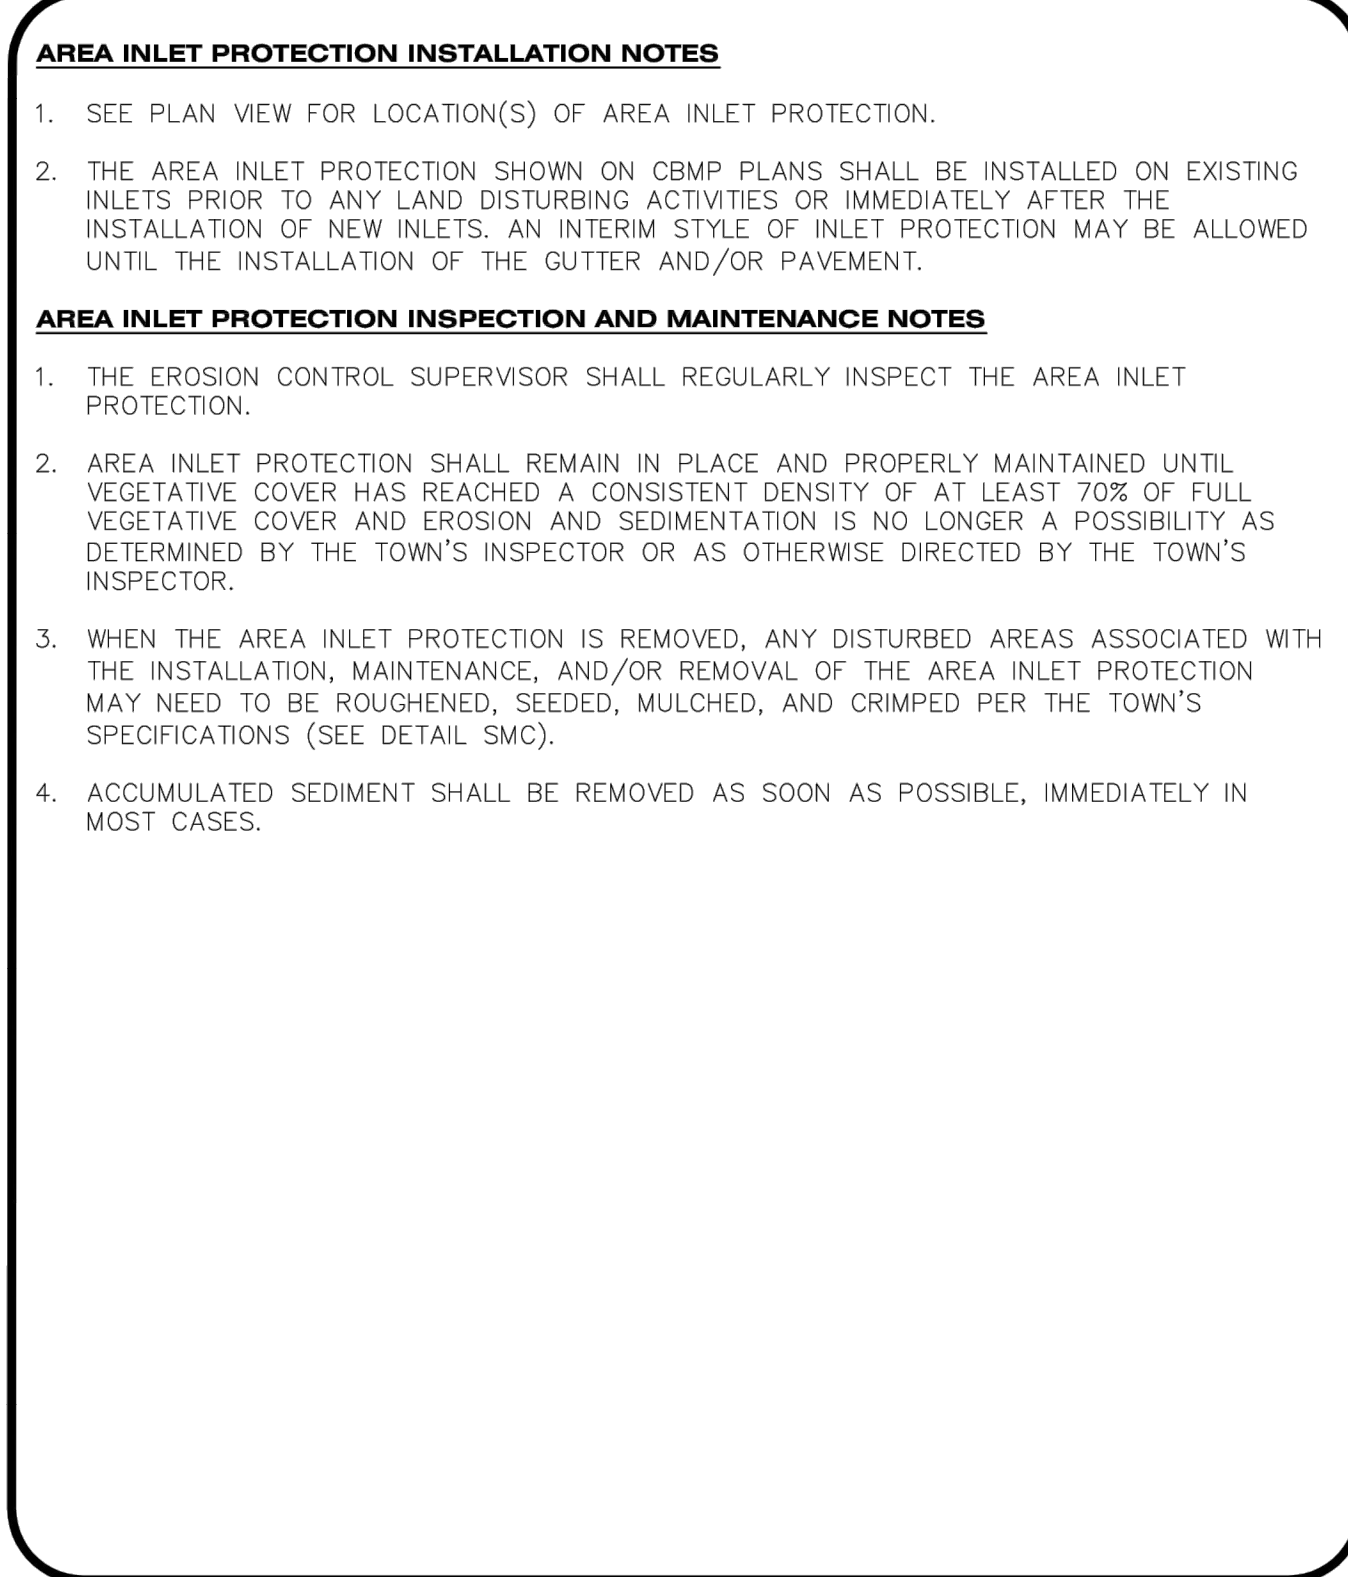 AREA INLET PROTECTION INSTALLATION NOTES
1. SEE PLAN VIEW FOR LOCATION(S) OF AREA INLET PROTECTION.
2. THE AREA INLET PROTECTION SHOWN ON CBMP PLANS SHALL BE INSTALLED ON EXISTING
INLETS PRIOR TO ANY LAND DISTURBING ACTIVITIES OR IMMEDIATELY AFTER THE
INSTALLATION OF NEW INLETS. AN INTERIM STYLE OF INLET PROTECTION MAY BE ALLOWED
UNTIL THE INSTALLATION OF THE GUTTER AND/OR PAVEMENT.
AREA INLET PROTECTION INSPECTION AND MAINTENANCE NOTES
1. THE EROSION CONTROL SUPERVISOR SHALL REGULARLY INSPECT THE AREA INLET
PROTECTION.
2. AREA INLET PROTECTION SHALL REMAIN IN PLACE AND PROPERLY MAINTAINED UNTIL
VEGETATIVE COVER HAS REACHED A CONSISTENT DENSITY OF AT LEAST 70% OF FULL
VEGETATIVE COVER AND EROSION AND SEDIMENTATION IS NO LONGER A POSSIBILITY AS
DETERMINED BY THE TOWN'S INSPECTOR OR AS OTHERWISE DIRECTED BY THE TOWN'S
INSPECTOR.
3. WHEN THE AREA INLET PROTECTION IS REMOVED, ANY DISTURBED AREAS ASSOCIATED WITH
THE INSTALLATION, MAINTENANCE, AND/OR REMOVAL OF THE AREA INLET PROTECTION
MAY NEED TO BE ROUGHENED, SEEDED, MULCHED, AND CRIMPED PER THE TOWN'S
SPECIFICATIONS (SEE DETAIL SMC).
4. ACCUMULATED SEDIMENT SHALL BE REMOVED AS SOON AS POSSIBLE, IMMEDIATELY IN
MOST CASES.